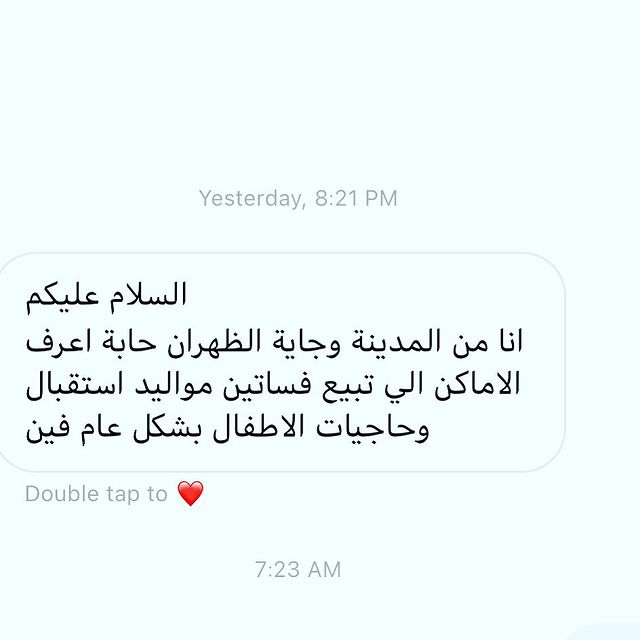 Yesterday, 8:21 PM
السلام عليكم
انا من المدينة وجاية الظهران حابة اعرف
الاماكن الي تبيع فساتين مواليد استقبال
وحاجيات الاطفال بشكل عام فين
Double tap to ❤️
7:23 AM